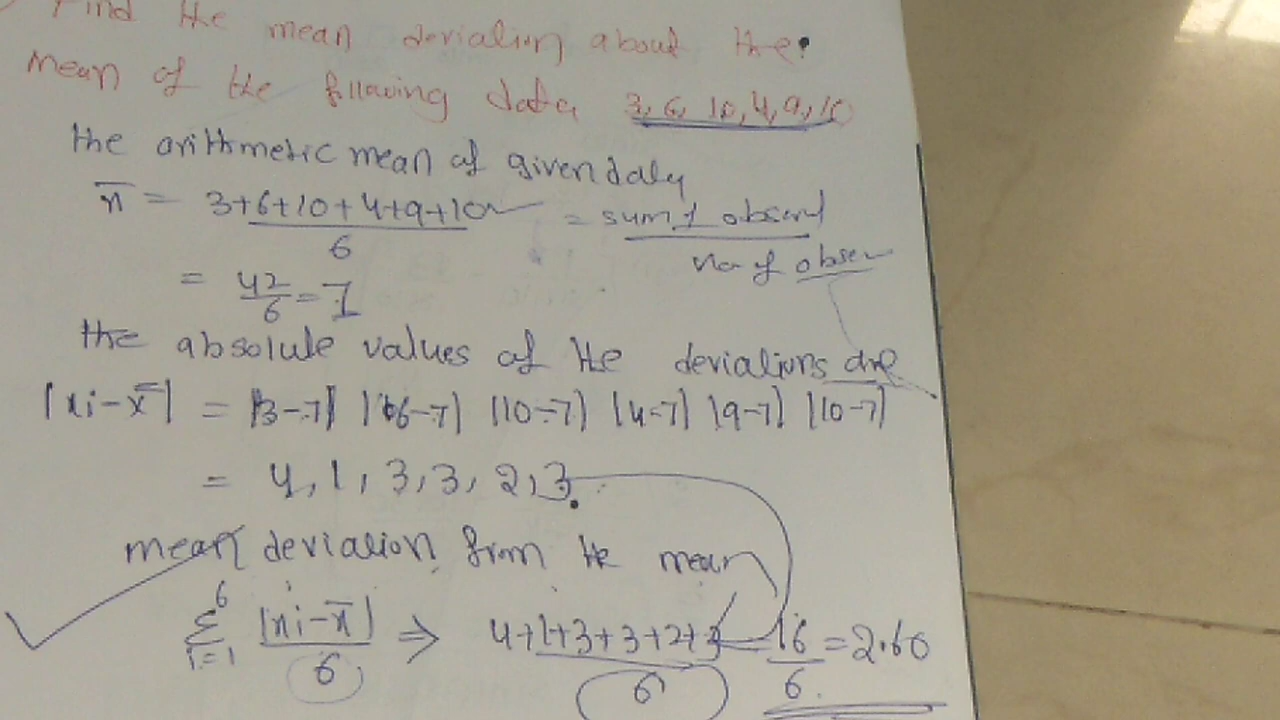 Find the mean deviation about the
mean of the following data 3, 6, 10, 4, 9, 10
the arithmetic mean of given data
x̄ = 3+6+10+4+9+10 / 6 = sum of observ / no of obser
= 42/6 = 7
the absolute values of the deviations are
|xi-x̄| = |3-7| |6-7| |10-7| |4-7| |9-7| |10-7|
= 4, 1, 3, 3, 2, 3
mean deviation from the mean
6 Σ i=1 |xi-x̄| / 6 ⇒ 4+1+3+3+2+3 / 6 = 16/6 = 2.60